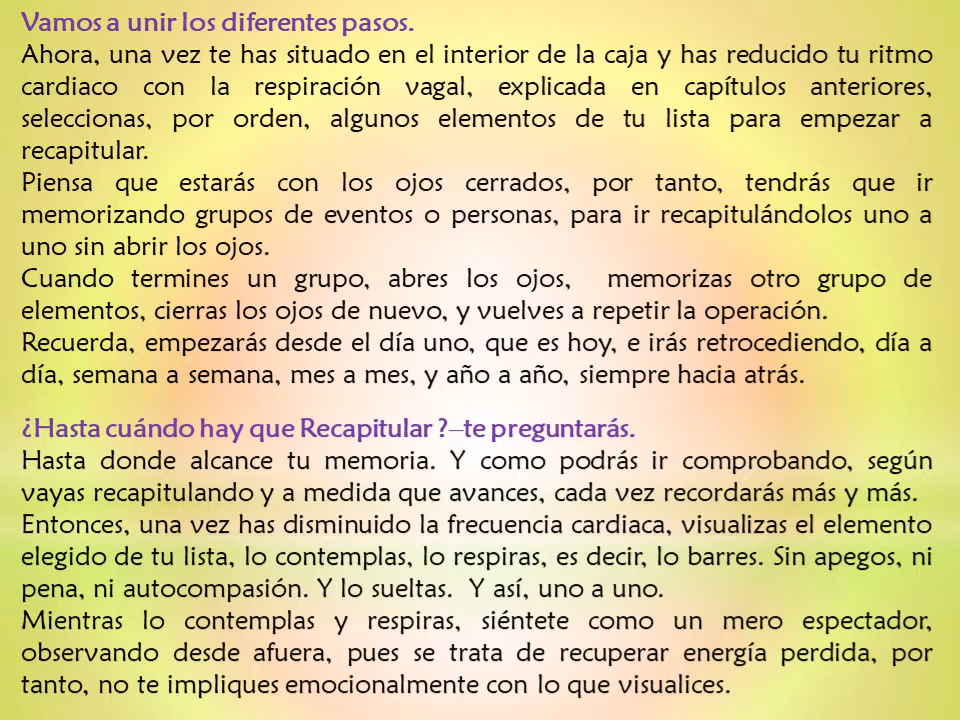 Vamos a unir los diferentes pasos.
Ahora, una vez te has situado en el interior de la caja y has reducido tu ritmo
cardiaco con la respiración vagal, explicada en capítulos anteriores,
seleccionas, por orden, algunos elementos de tu lista para empezar a
recapitular.
Piensa que estarás con los ojos cerrados, por tanto, tendrás que ir
memorizando grupos de eventos o personas, para ir recapitulándolos uno a
uno sin abrir los ojos.
Cuando termines un grupo, abres los ojos, memorizas otro grupo de
elementos, cierras los ojos de nuevo, y vuelves a repetir la operación.
Recuerda, empezarás desde el día uno, que es hoy, e irás retrocediendo, día a
día, semana a semana, mes a mes, y año a año, siempre hacia atrás.
¿Hasta cuándo hay que Recapitular ?–te preguntarás.
Hasta donde alcance tu memoria. Y como podrás ir comprobando, según
vayas recapitulando y a medida que avances, cada vez recordarás más y más.
Entonces, una vez has disminuido la frecuencia cardiaca, visualizas el elemento
elegido de tu lista, lo contemplas, lo respiras, es decir, lo barres. Sin apegos, ni
pena, ni autocompasión. Y lo sueltas. Y así, uno a uno.
Mientras lo contemplas y respiras, siéntete como un mero espectador,
observando desde afuera, pues se trata de recuperar energía perdida, por
tanto, no te impliques emocionalmente con lo que visualices.